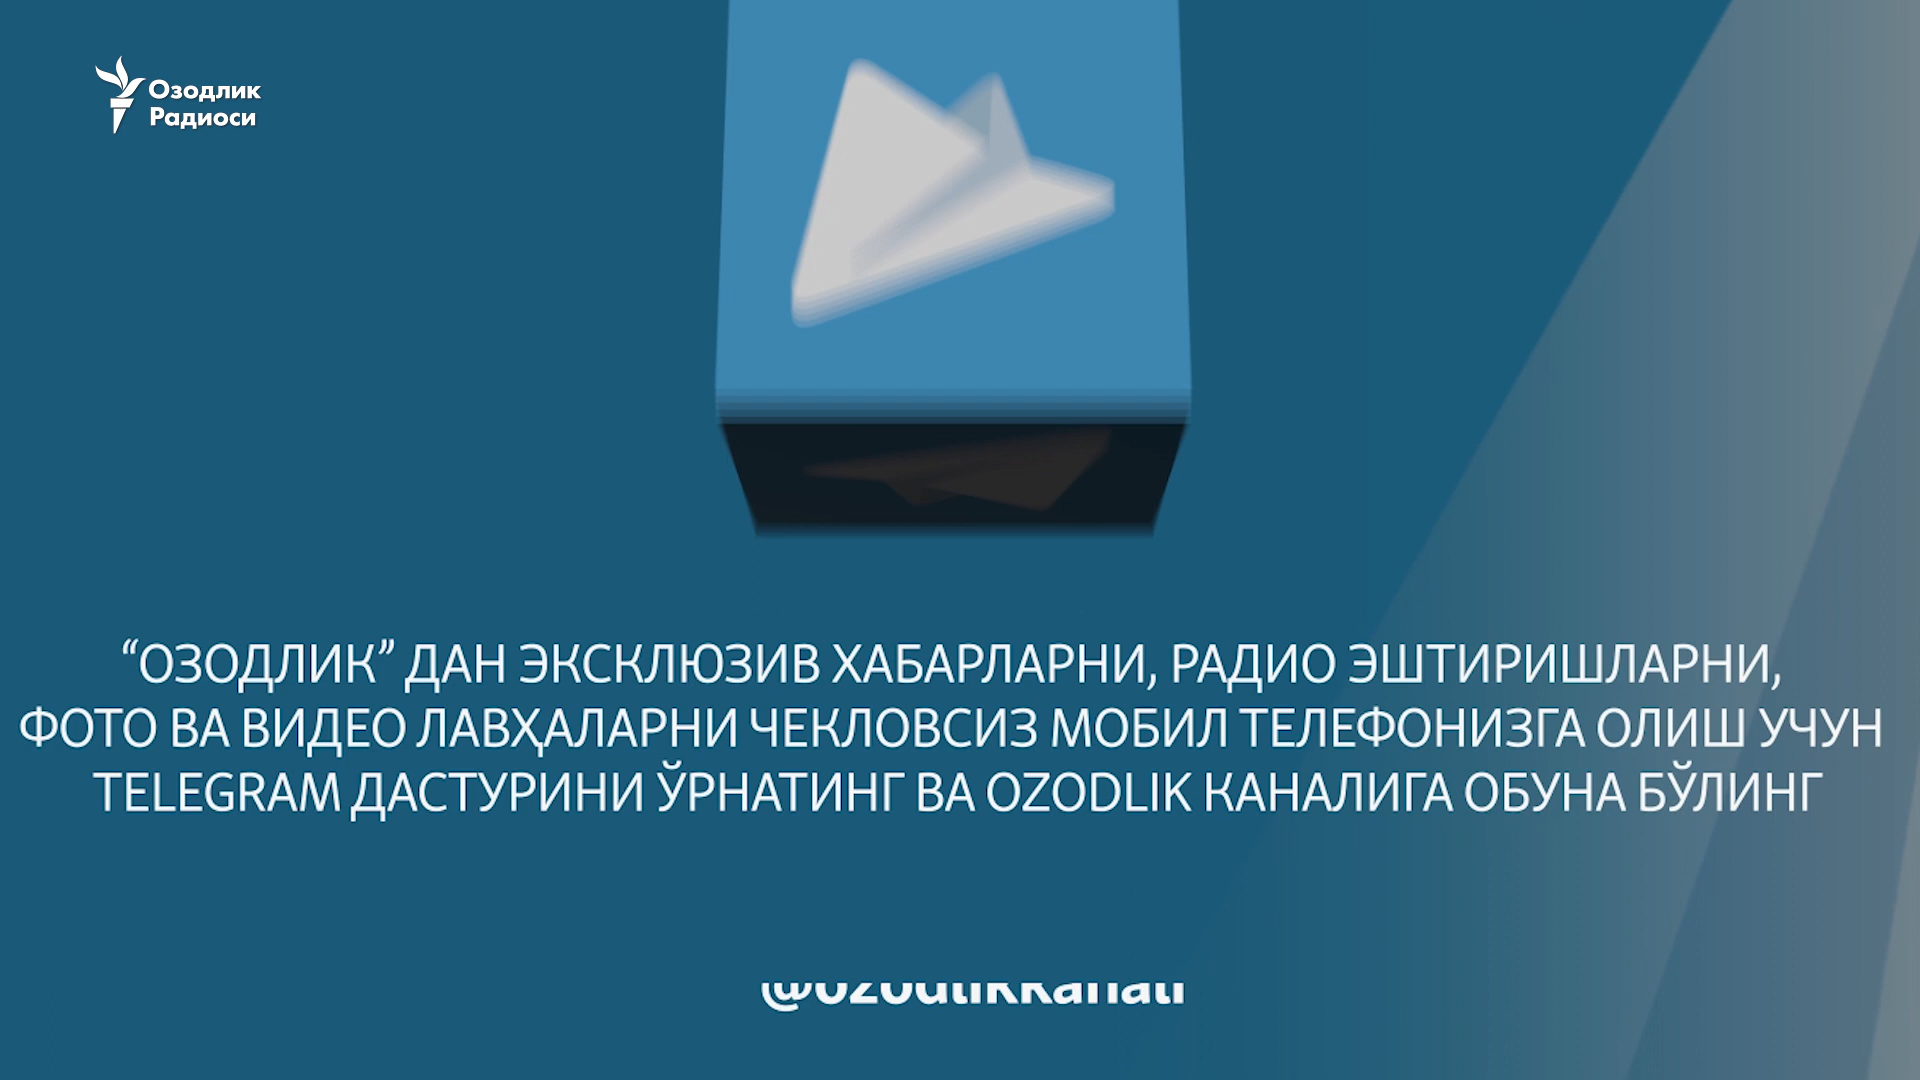 Озодлик
Радиоси
“ОЗОДЛИК” ДАН ЭКСКЛЮЗИВ ХАБАРЛАРНИ, РАДИО ЭШТИРИШЛАРНИ,
ФОТО ВА ВИДЕО ЛАВҲАЛАРНИ ЧЕКЛОВСИЗ МОБИЛ ТЕЛЕФОНИЗГА ОЛИШ УЧУН
TELEGRAM ДАСТУРИНИ ЎРНАТИНГ ВА OZODLIK КАНАЛИГА ОБУНА БЎЛИНГ
@ozodlikkanali